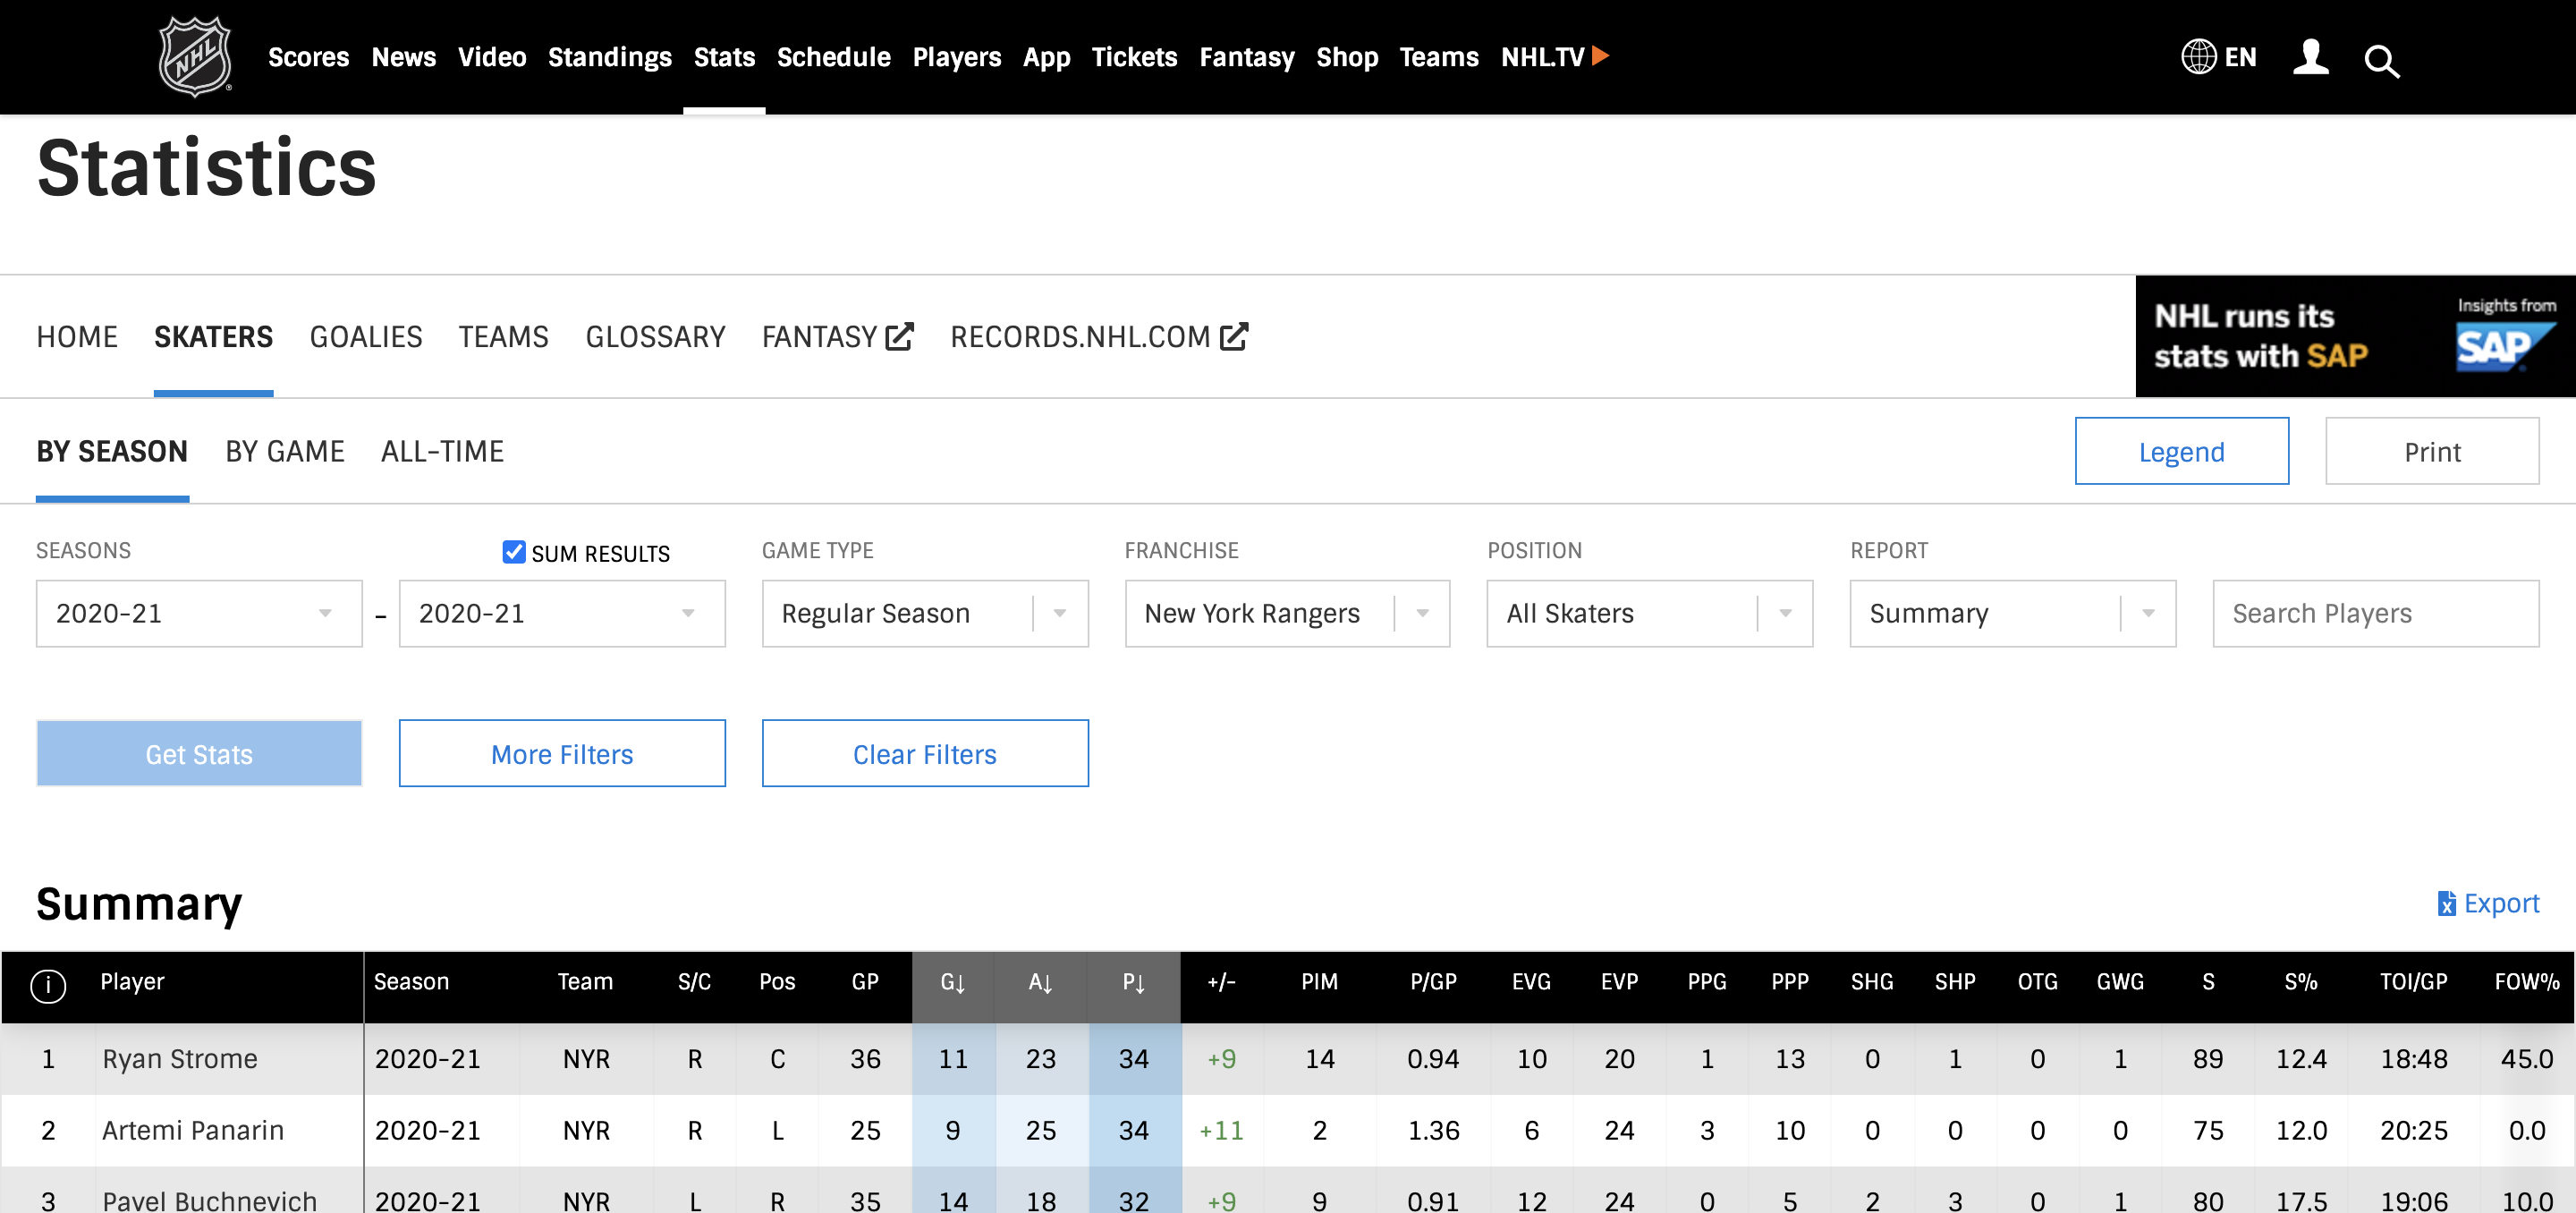 NHL Scores News Video Standings Stats Schedule Players App Tickets Fantasy Shop Teams NHL.TV EN
Statistics
HOME SKATERS GOALIES TEAMS GLOSSARY FANTASY RECORDS.NHL.COM
NHL runs its
stats with SAP
Insights from
SAP
BY SEASON BY GAME ALL-TIME Legend Print
SEASONS SUM RESULTS GAME TYPE FRANCHISE POSITION REPORT
2020-21 - 2020-21 Regular Season New York Rangers All Skaters Summary Search Players
Get Stats More Filters Clear Filters
Summary Export
i Player Season Team S/C Pos GP G↓ A↓ P↓ +/- PIM P/GP EVG EVP PPG PPP SHG SHP OTG GWG S S% TOI/GP FOW%
1 Ryan Strome 2020-21 NYR R C 36 11 23 34 +9 14 0.94 10 20 1 13 0 1 0 1 89 12.4 18:48 45.0
2 Artemi Panarin 2020-21 NYR R L 25 9 25 34 +11 2 1.36 6 24 3 10 0 0 0 0 75 12.0 20:25 0.0
3 Pavel Buchnevich 2020-21 NYR L R 35 14 18 32 +9 9 0.91 12 24 0 5 2 3 0 1 80 17.5 19:06 10.0